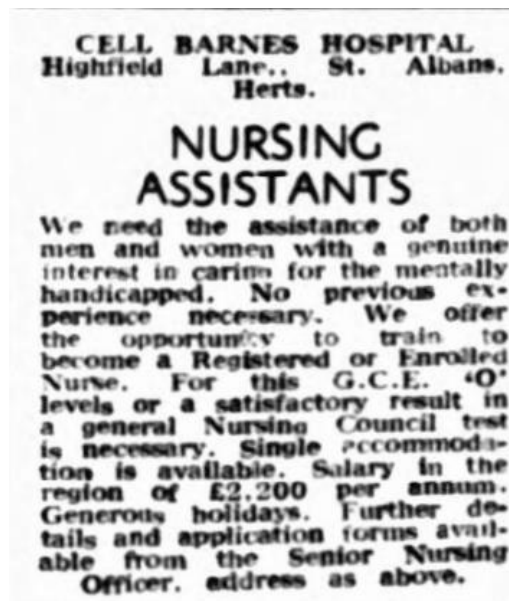 CELL BARNES HOSPITAL
Highfield Lane,. St. Albans.
Herts.
NURSING
ASSISTANTS
We need the assistance of both
men and women with a genuine
interest in caring for the mentally
handicapped. No previous ex-
perience necessary. We offer
the opportunity to train to
become a Registered or Enrolled
Nurse. For this G.C.E. 'O'
levels or a satisfactory result in
a general Nursing Council test
is necessary. Single accommoda-
tion is available. Salary in the
region of £2.200 per annum.
Generous holidays. Further de-
tails and application forms avail-
able from the Senior Nursing
Officer. address as above.